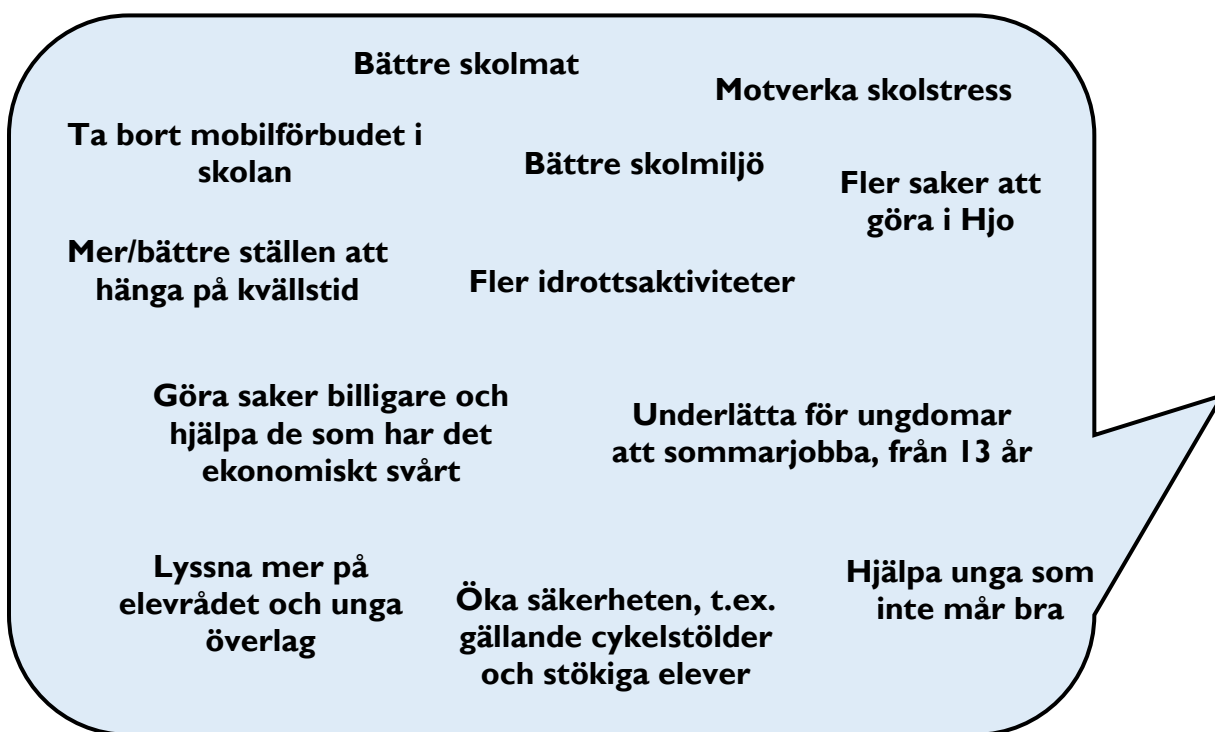 Bättre skolmat
Motverka skolstress
Ta bort mobilförbudet i
skolan
Bättre skolmiljö
Fler saker att
göra i Hjo
Mer/bättre ställen att
hänga på kvällstid
Fler idrottsaktiviteter
Göra saker billigare och
hjälpa de som har det
ekonomiskt svårt
Underlätta för ungdomar
att sommarjobba, från 13 år
Lyssna mer på
elevrådet och unga
överlag
Öka säkerheten, t.ex.
gällande cykelstölder
och stökiga elever
Hjälpa unga som
inte mår bra